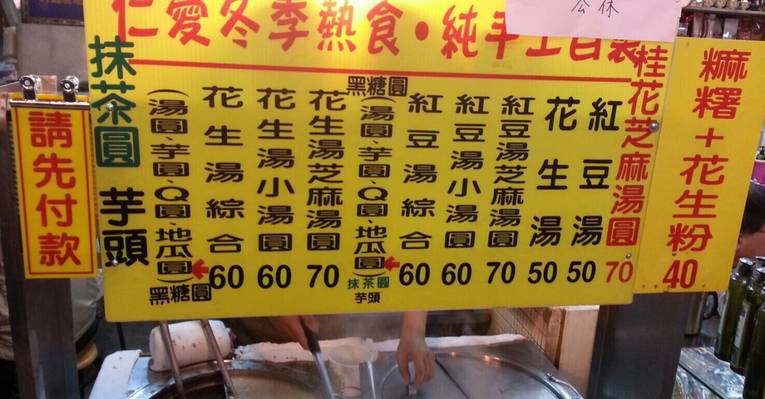 公休
仁愛冬季熱食•純手工自製
麻糬+花生粉 40
桂花芝麻湯圓 70
紅豆湯 50
花生湯 50
紅豆湯芝麻圓 70
紅豆湯小圓 60
紅豆湯綜合 60
黑糖圓
(湯圓、芋圓、Q圓、地瓜圓)
抹茶圓
芋頭
花生湯芝麻圓 70
花生湯小圓 60
花生湯綜合 60
(湯圓、芋圓、Q圓、地瓜圓)
黑糖圓
抹茶圓 芋頭
請先付款